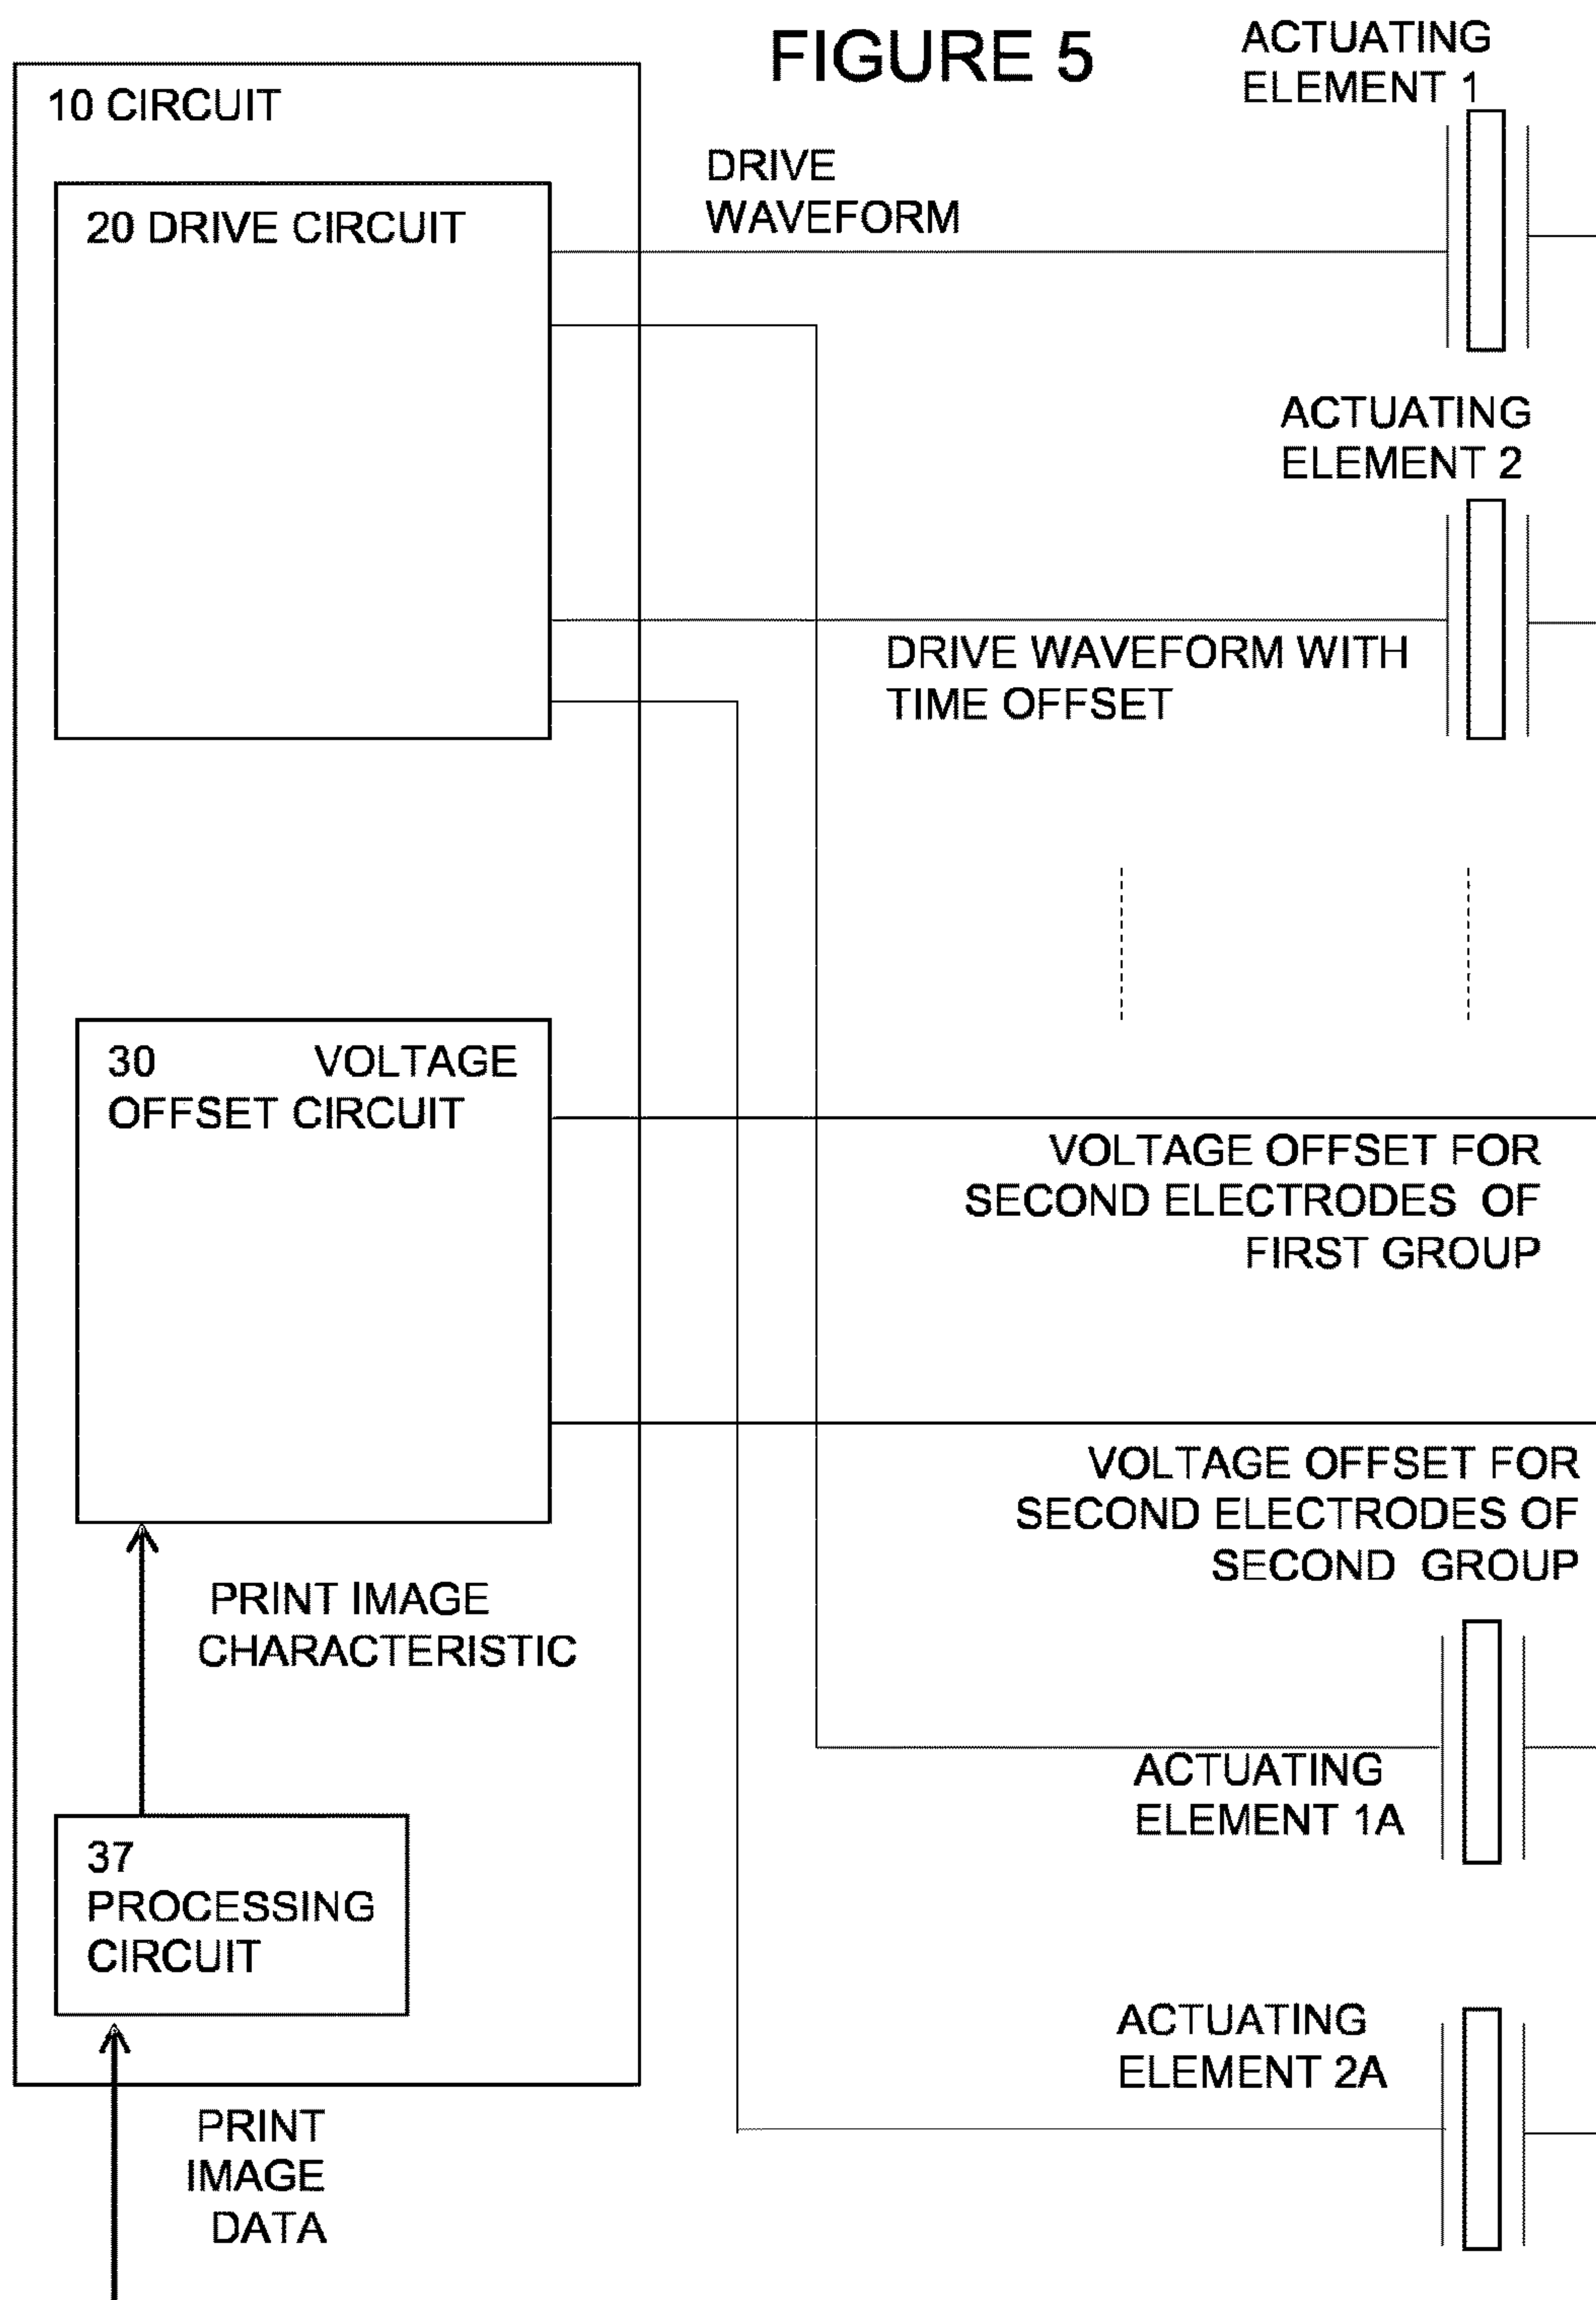 FIGURE 5
ACTUATING
ELEMENT 1
10 CIRCUIT
DRIVE
WAVEFORM
20 DRIVE CIRCUIT
ACTUATING
ELEMENT 2
DRIVE WAVEFORM WITH
TIME OFFSET
30 VOLTAGE
OFFSET CIRCUIT
VOLTAGE OFFSET FOR
SECOND ELECTRODES OF
FIRST GROUP
VOLTAGE OFFSET FOR
SECOND ELECTRODES OF
SECOND GROUP
PRINT IMAGE
CHARACTERISTIC
ACTUATING
ELEMENT 1A
37
PROCESSING
CIRCUIT
ACTUATING
ELEMENT 2A
PRINT
IMAGE
DATA